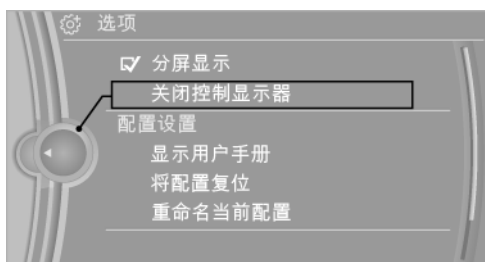 选项
分屏显示
关闭控制显示器
配置设置
显示用户手册
将配置复位
重命名当前配置